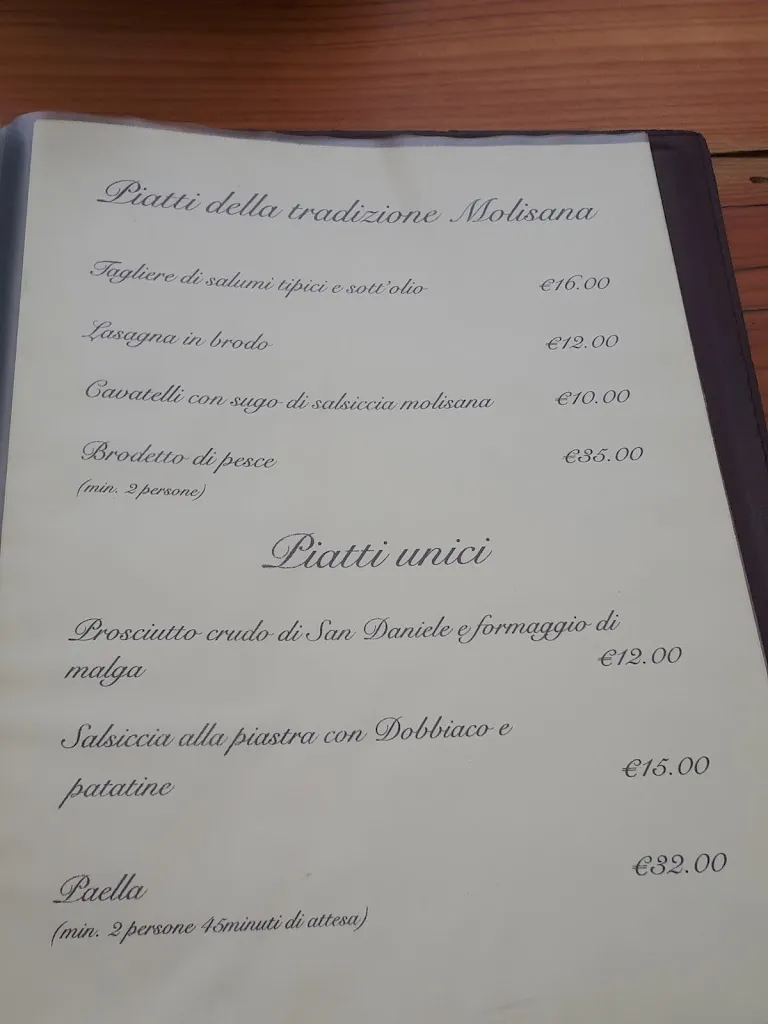 Piatti della tradizione Molisana
Tagliere di salumi tipici e sott'olio €16.00
Lasagna in brodo €12.00
Cavatelli con sugo di salsiccia molisana €10.00
Brodetto di pesce €35.00
(min. 2 persone)
Piatti unici
Prosciutto crudo di San Daniele e formaggio di
malga €12.00
Salsiccia alla piastra con Dobbiaco e
patatine €15.00
Paella €32.00
(min. 2 persone 45minuti di attesa)